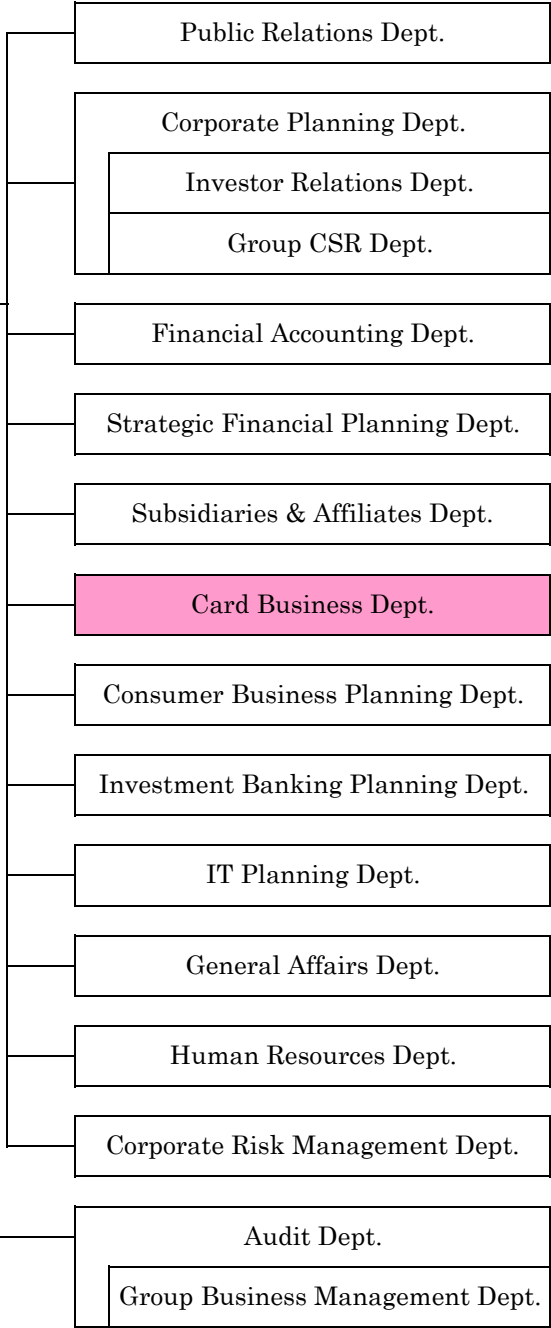 Public Relations Dept.
Corporate Planning Dept.
Investor Relations Dept.
Group CSR Dept.
Financial Accounting Dept.
Strategic Financial Planning Dept.
Subsidiaries & Affiliates Dept.
Card Business Dept.
Consumer Business Planning Dept.
Investment Banking Planning Dept.
IT Planning Dept.
General Affairs Dept.
Human Resources Dept.
Corporate Risk Management Dept.
Audit Dept.
Group Business Management Dept.